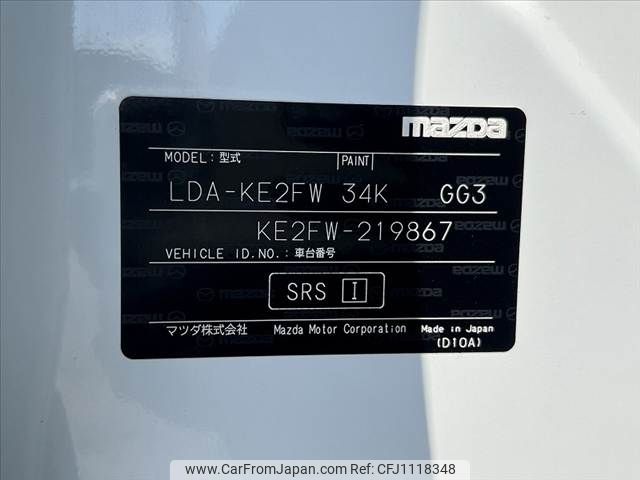 mazda
MODEL: 型式 PAINT
LDA-KE2FW 34K GG3
KE2FW-219867
VEHICLE ID.NO.: 車台番号
SRS I
マツダ株式会社 Mazda Motor Corporation Made in Japan
(D10A)
www.CarFromJapan.com | CFJ1118348